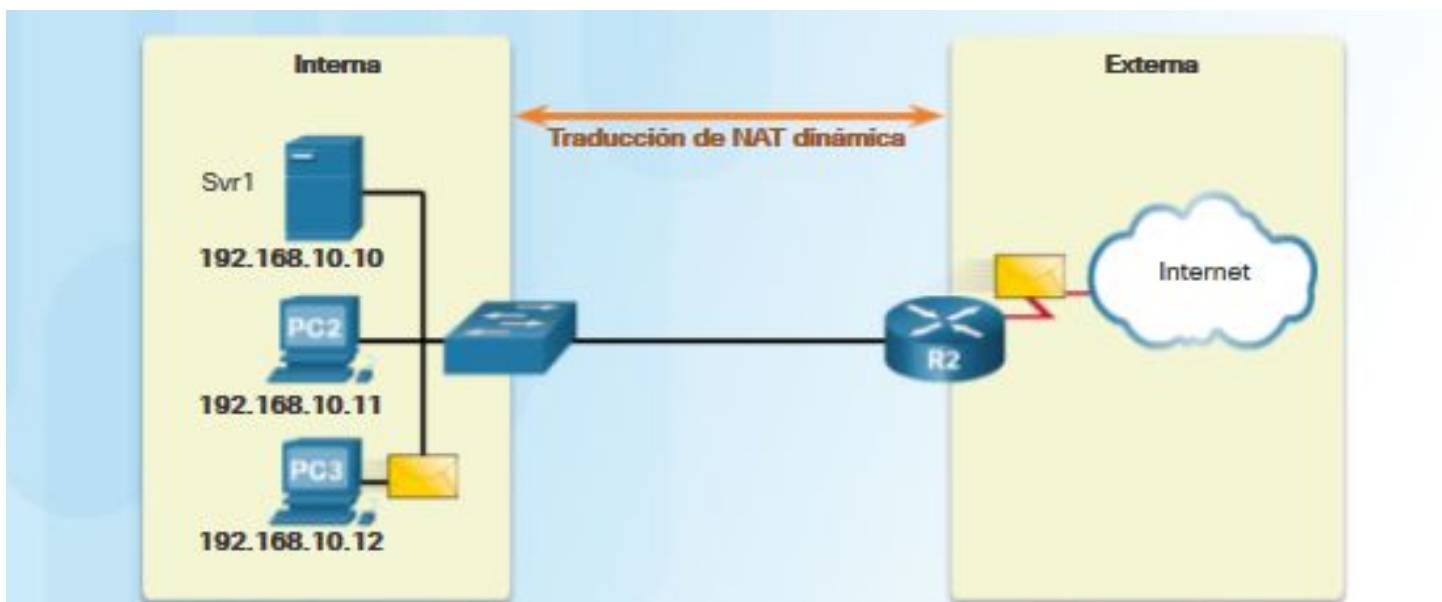 Interna
Externa
Traducción de NAT dinámica
Svr1
192.168.10.10
Internet
PC2
R2
192.168.10.11
PC3
192.168.10.12